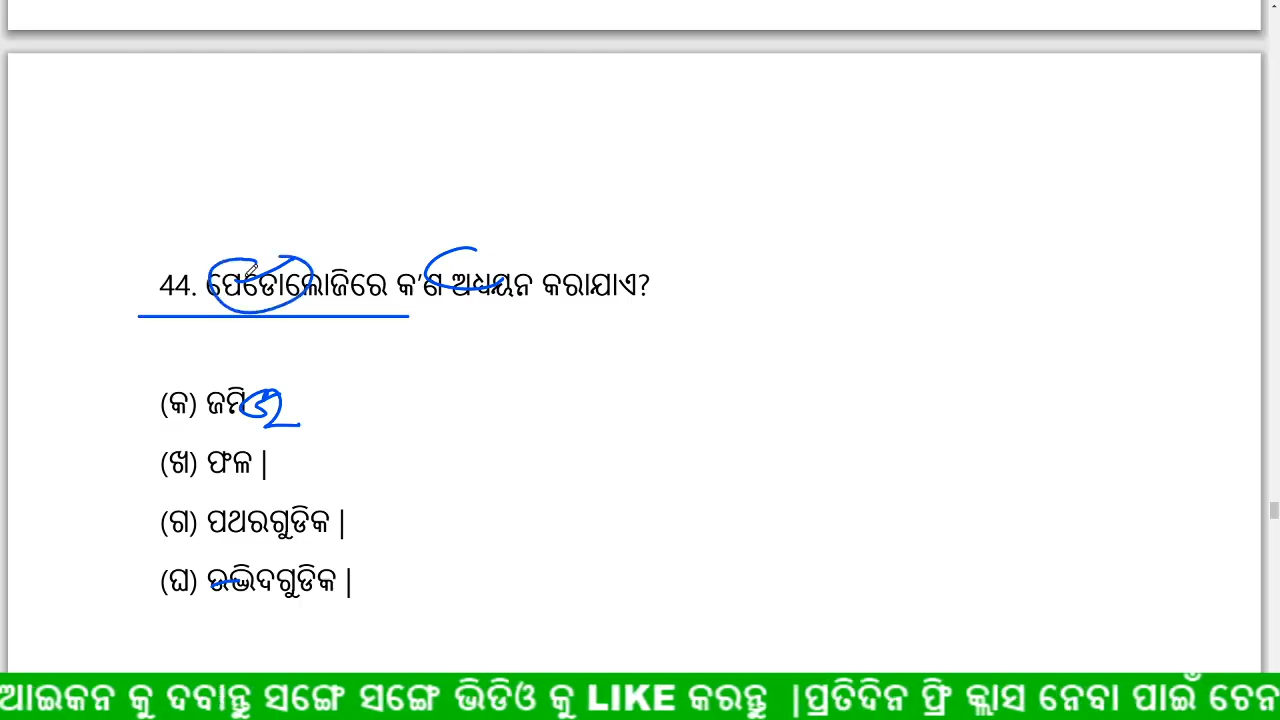 44. ପେଡୋଲୋଜିରେ କ'ଣ ଅଧ୍ୟୟନ କରାଯାଏ?
(କ) ଜମି
(ଖ) ଫଳ |
(ଗ) ପଥରଗୁଡିକ |
(ଘ) ଉଦ୍ଭିଦଗୁଡିକ |
ଆଇକନ କୁ ଦବାନ୍ତୁ ସଙ୍ଗେ ସଙ୍ଗେ ଭିଡିଓ କୁ LIKE କରନ୍ତୁ |ପ୍ରତିଦିନ ଫ୍ରି କ୍ଲାସ ନେବା ପାଇଁ ଚେନ